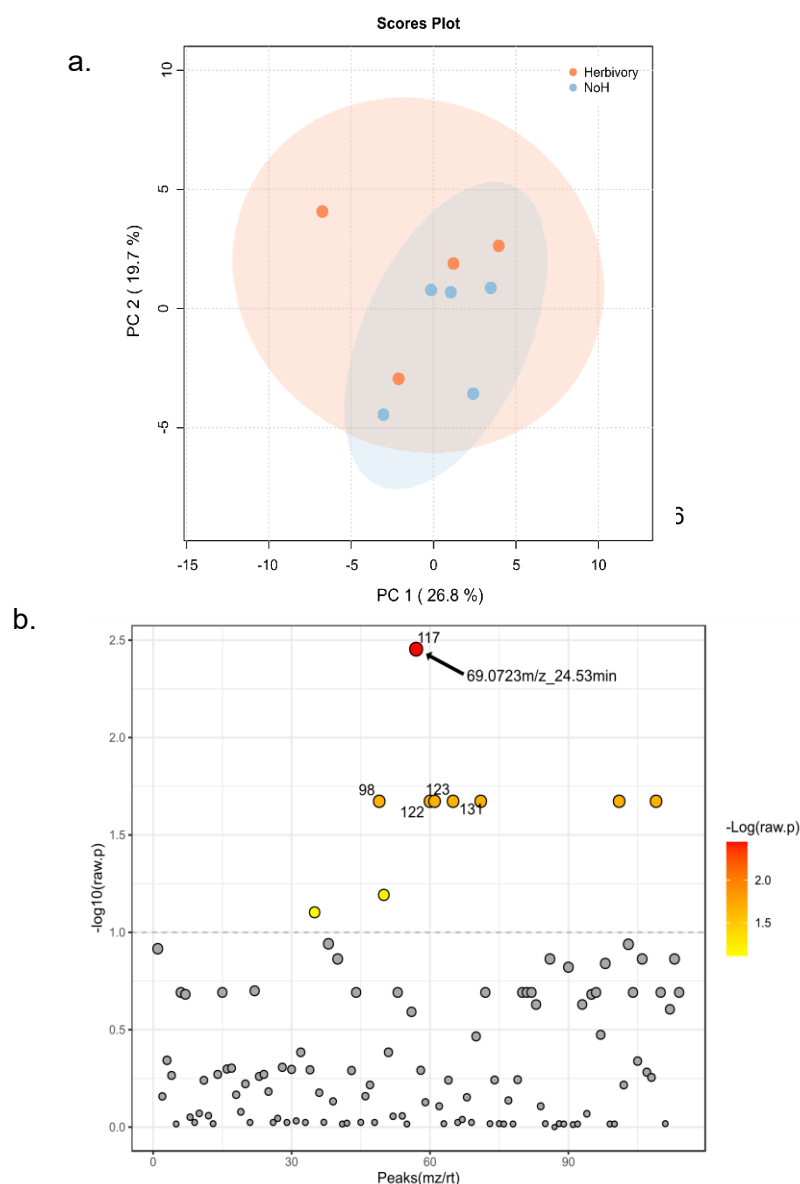 Scores Plot
a.
Herbivory
NoH
10
5
0
-5
PC 2 ( 19.7 %)
-15 -10 -5 0 5 10
PC 1 ( 26.8 %)
b.
2.5
2.0
1.5
1.0
0.5
0.0
-log10(raw.p)
117
69.0723m/z_24.53min
98
123
122
131
0 30 60 90
Peaks(mz/rt)
-Log(raw.p)
2.0
1.5